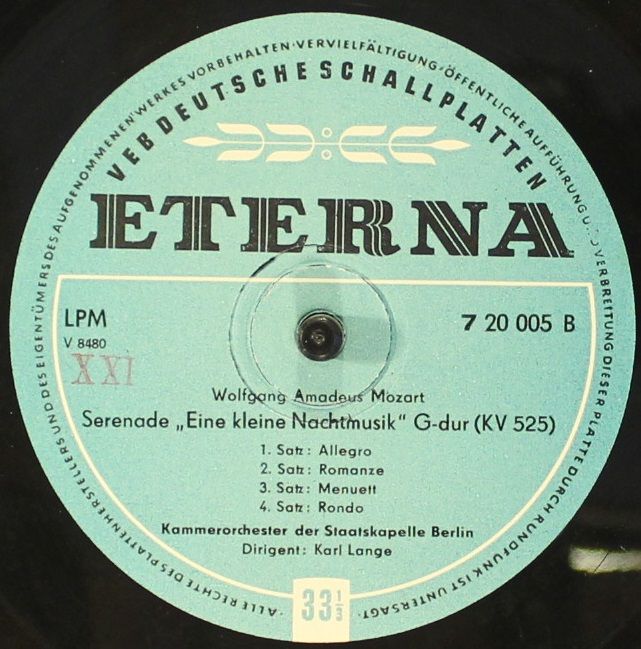 · ALLE RECHTE DES PLATTENHERSTELLERS UND DES EIGENTÜMERS DES AUFGENOMMENEN WERKES VORBEHALTEN · VERVIELFÄLTIGUNG, ÖFFENTLICHE AUFFÜHRUNG UND VERBREITUNG DIESER PLATTE DURCH RUNDFUNK IST UNTERSAGT ·
VEB DEUTSCHE SCHALLPLATTEN
ETERNA
LPM
7 20 005 B
V 8480
XXI
Wolfgang Amadeus Mozart
Serenade „Eine kleine Nachtmusik" G-dur (KV 525)
1. Satz: Allegro
2. Satz: Romanze
3. Satz: Menuett
4. Satz: Rondo
Kammerorchester der Staatskapelle Berlin
Dirigent: Karl Lange
33 1/3